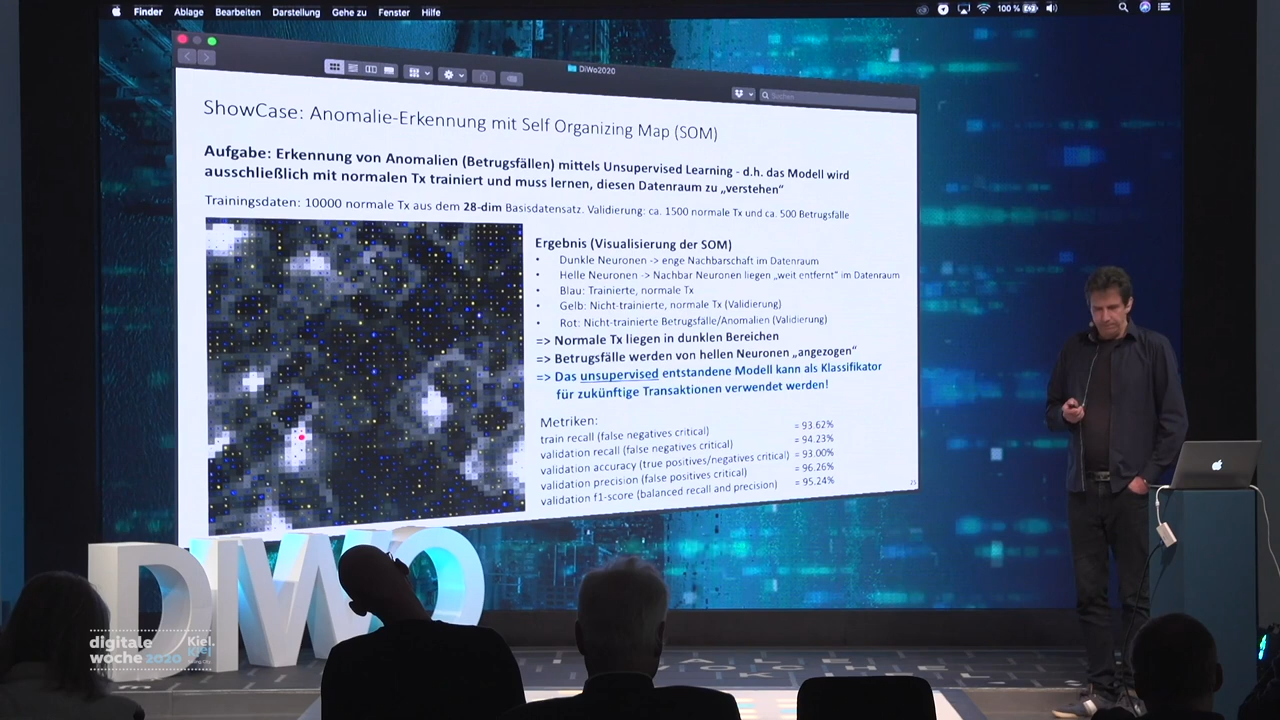 Finder Ablage Bearbeiten Darstellung Gehe zu Fenster Hilfe
100 %
DiWo2020
Suchen
ShowCase: Anomalie-Erkennung mit Self Organizing Map (SOM)
Aufgabe: Erkennung von Anomalien (Betrugsfällen) mittels Unsupervised Learning - d.h. das Modell wird
ausschließlich mit normalen Tx trainiert und muss lernen, diesen Datenraum zu „verstehen“
Trainingsdaten: 10000 normale Tx aus dem 28-dim Basisdatensatz. Validierung: ca. 1500 normale Tx und ca. 500 Betrugsfälle
Ergebnis (Visualisierung der SOM)
• Dunkle Neuronen -> enge Nachbarschaft im Datenraum
• Helle Neuronen -> Nachbar Neuronen liegen „weit entfernt“ im Datenraum
• Blau: Trainierte, normale Tx
• Gelb: Nicht-trainierte, normale Tx (Validierung)
• Rot: Nicht-trainierte Betrugsfälle/Anomalien (Validierung)
=> Normale Tx liegen in dunklen Bereichen
=> Betrugsfälle werden von hellen Neuronen „angezogen“
=> Das unsupervised entstandene Modell kann als Klassifikator
für zukünftige Transaktionen verwendet werden!
Metriken:
train recall (false negatives critical) = 93.62%
validation recall (false negatives critical) = 94.23%
validation accuracy (true positives/negatives critical) = 93.00%
validation precision (false positives critical) = 96.26%
validation f1-score (balanced recall and precision) = 95.24%
25
DiWO
digitale
woche 2020
Kiel.